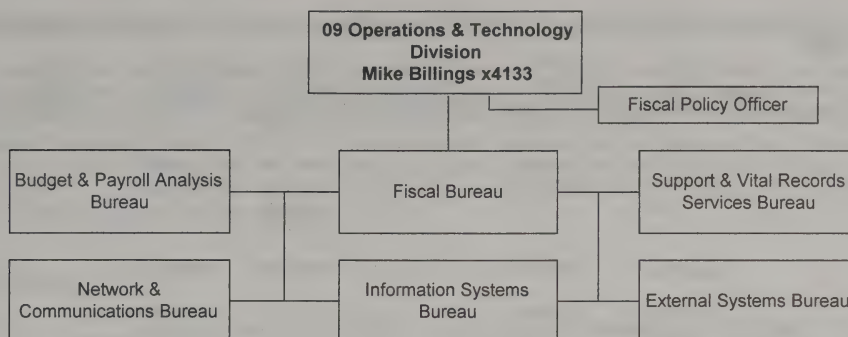 09 Operations & Technology
Division
Mike Billings x4133
Fiscal Policy Officer
Budget & Payroll Analysis
Bureau
Fiscal Bureau
Support & Vital Records
Services Bureau
Network &
Communications Bureau
Information Systems
Bureau
External Systems Bureau